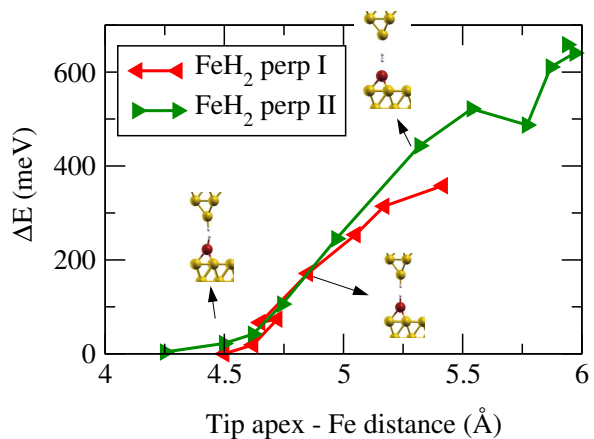 FeH₂ perp I
FeH₂ perp II
600
400
200
0
ΔE (meV)
4 4.5 5 5.5 6
Tip apex - Fe distance (Å)